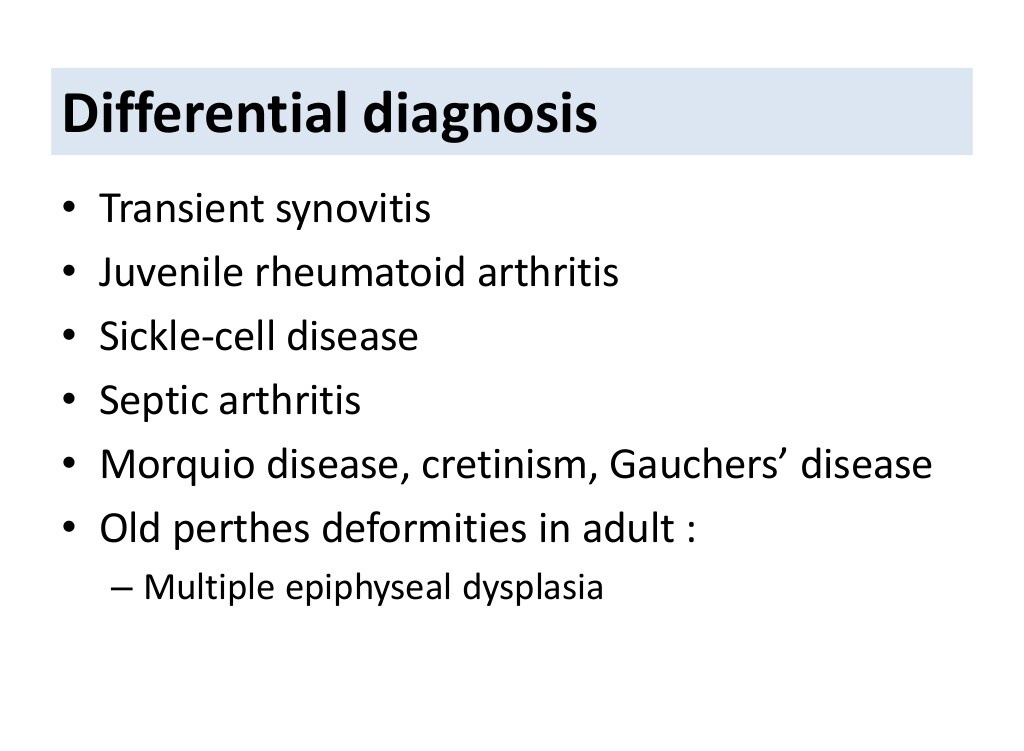 Differential diagnosis
• Transient synovitis
• Juvenile rheumatoid arthritis
• Sickle-cell disease
• Septic arthritis
• Morquio disease, cretinism, Gauchers’ disease
• Old perthes deformities in adult :
– Multiple epiphyseal dysplasia